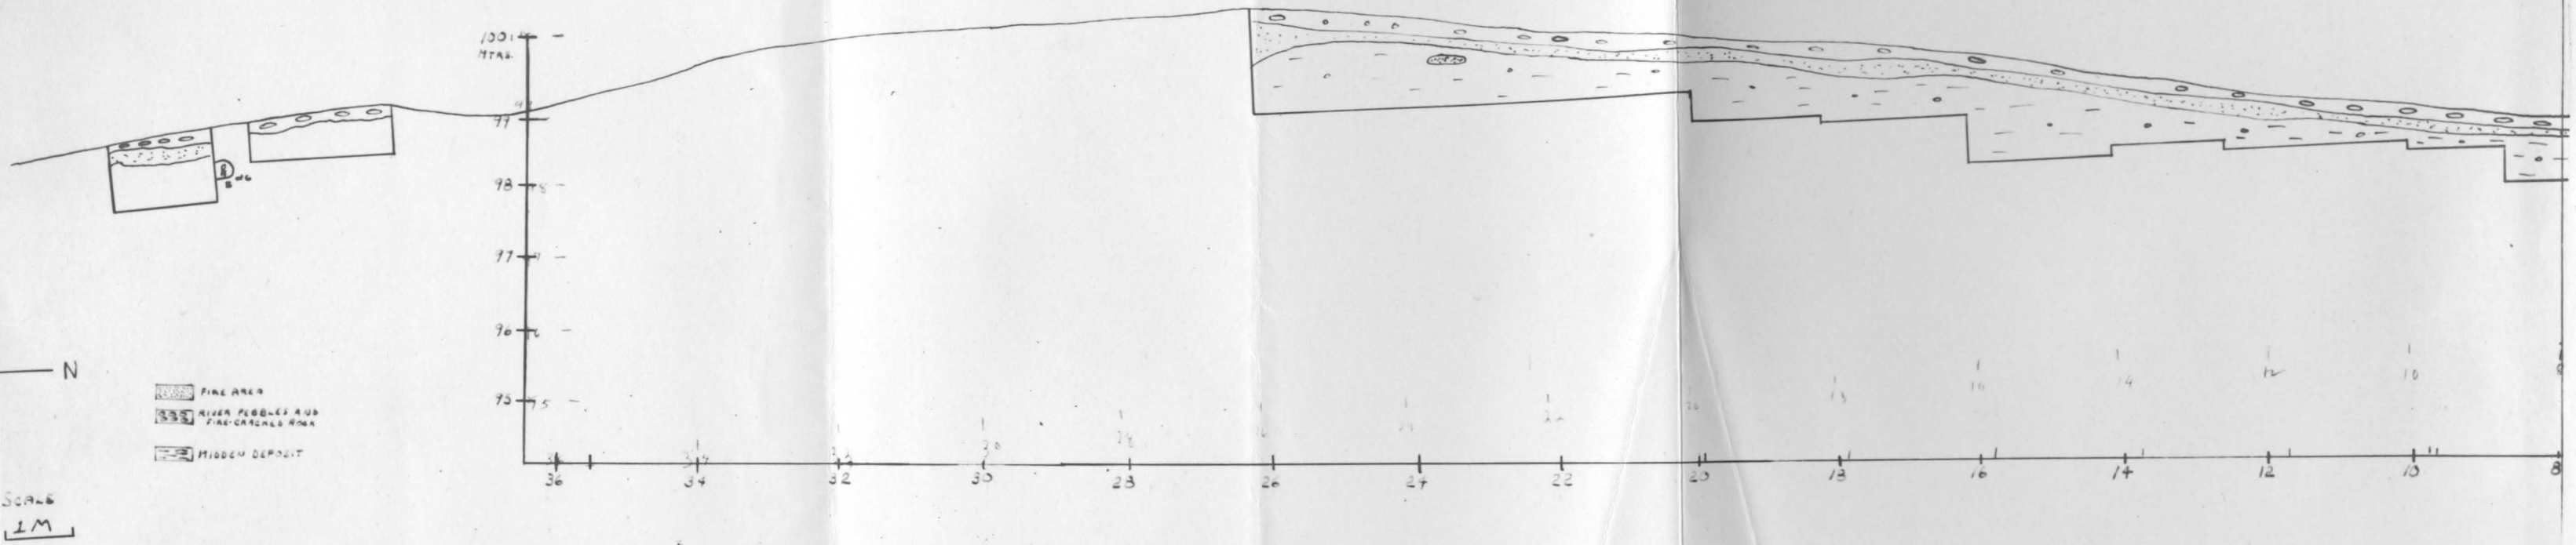 100
MTRS.
99
98
97
96
95
N
FIRE AREA
RIVER PEBBLES AND
FIRE-CRACKED ROCK
MIDDEN DEPOSIT
SCALE
1 M
36 34 32 30 28 26 24 22 20 18 16 14 12 10 8